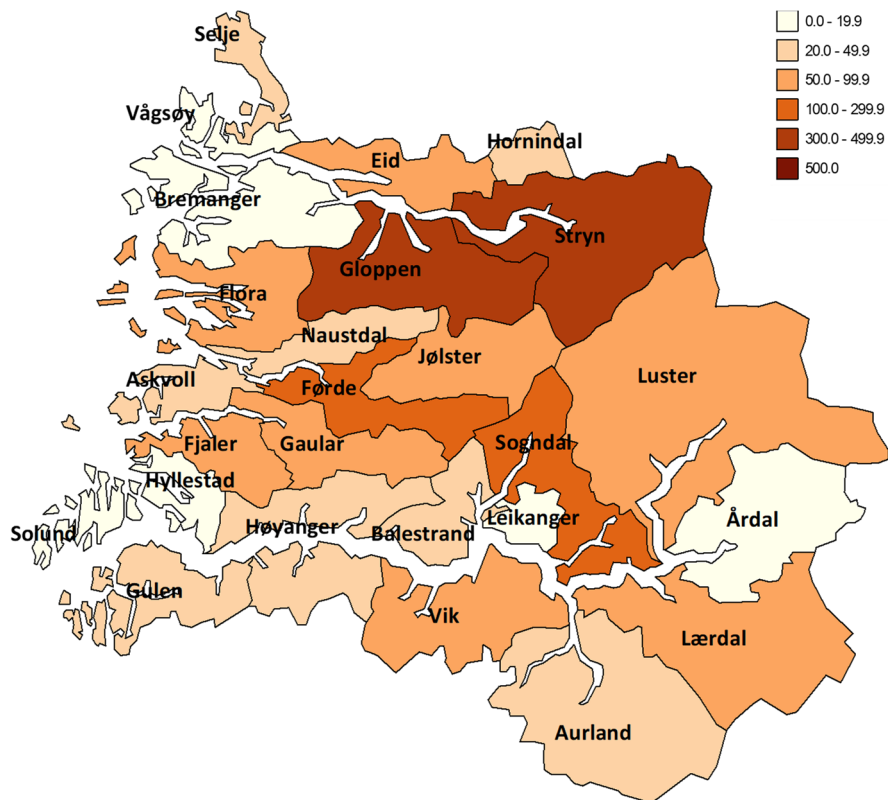 Selje
0.0 - 19.9
20.0 - 49.9
50.0 - 99.9
100.0 - 299.9
300.0 - 499.9
500.0
Vågsøy
Hornindal
Eid
Bremanger
Stryn
Gloppen
Flora
Naustdal
Jølster
Luster
Askvoll
Førde
Fjaler
Gaular
Sogndal
Hyllestad
Leikanger
Årdal
Solund
Høyanger
Balestrand
Gulen
Vik
Lærdal
Aurland